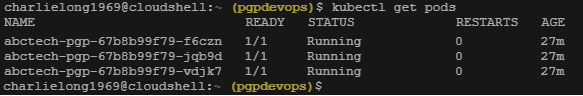 charlielong1969@cloudshell:~ (pgpdevops)$ kubectl get pods
NAME READY STATUS RESTARTS AGE
abctech-pgp-67b8b99f79-f6czn 1/1 Running 0 27m
abctech-pgp-67b8b99f79-jqb9d 1/1 Running 0 27m
abctech-pgp-67b8b99f79-vdjk7 1/1 Running 0 27m
charlielong1969@cloudshell:~ (pgpdevops)$